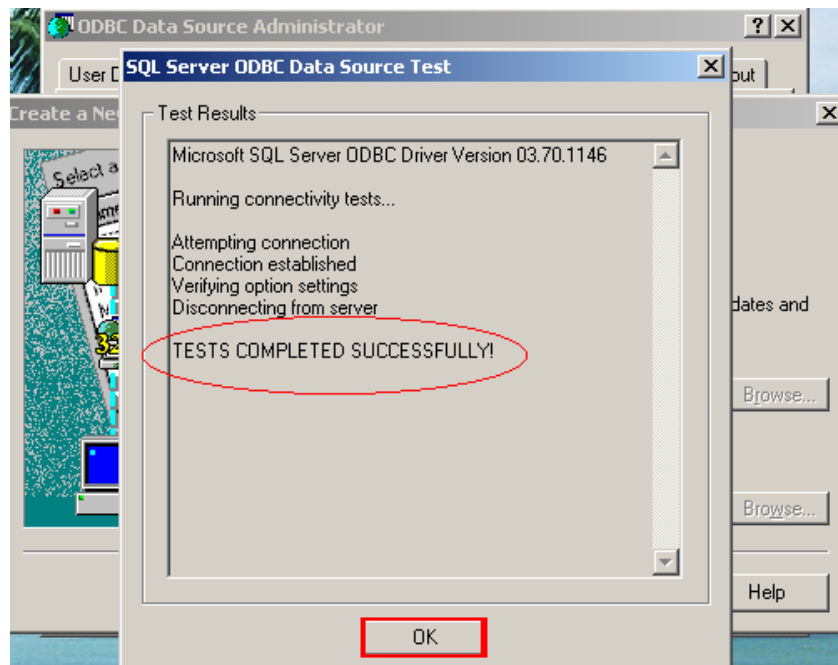 ODBC Data Source Administrator
User D
out
SQL Server ODBC Data Source Test
Create a Ne
Select a
Test Results
Microsoft SQL Server ODBC Driver Version 03.70.1146
Running connectivity tests...
Attempting connection
Connection established
Verifying option settings
Disconnecting from server
TESTS COMPLETED SUCCESSFULLY!
dates and
Browse...
Browse...
Help
OK